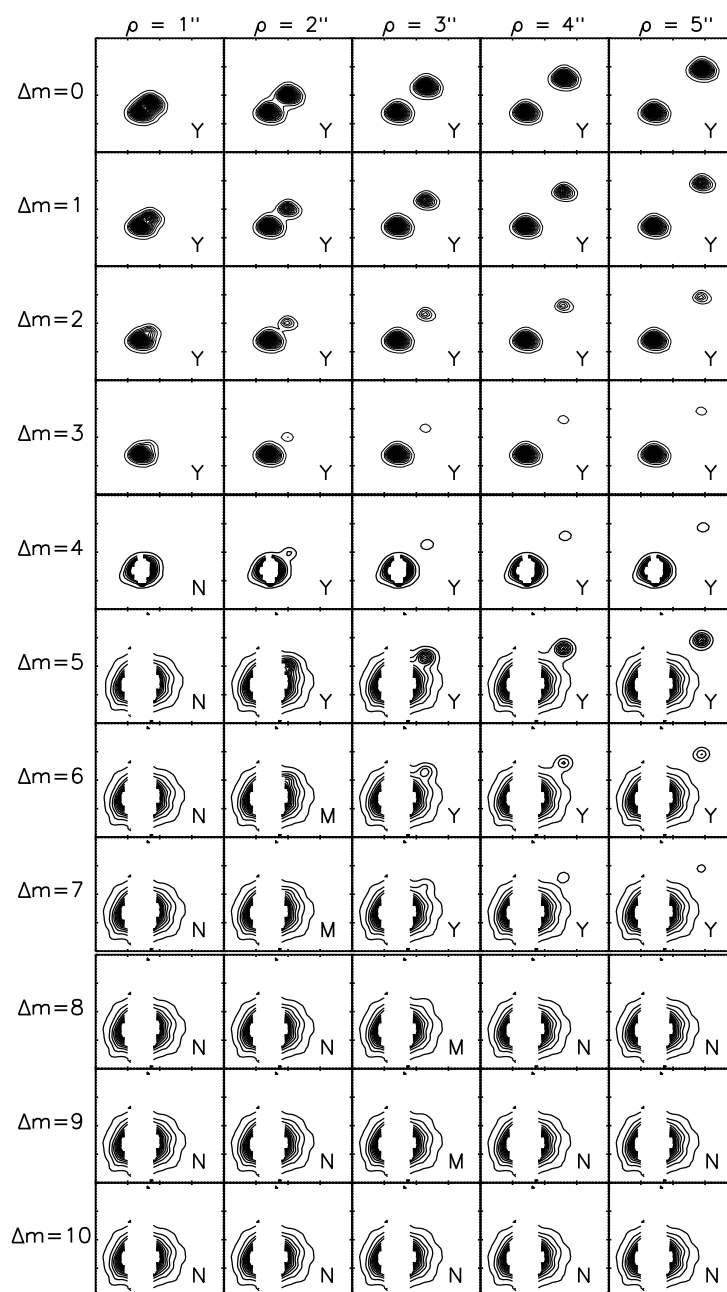 ρ = 1'' ρ = 2'' ρ = 3'' ρ = 4'' ρ = 5''
Δm=0 Y Y Y Y Y
Δm=1 Y Y Y Y Y
Δm=2 Y Y Y Y Y
Δm=3 Y Y Y Y Y
Δm=4 N Y Y Y Y
Δm=5 N Y Y Y Y
Δm=6 N M Y Y Y
Δm=7 N M Y Y Y
Δm=8 N N M N N
Δm=9 N N M N N
Δm=10 N N N N N